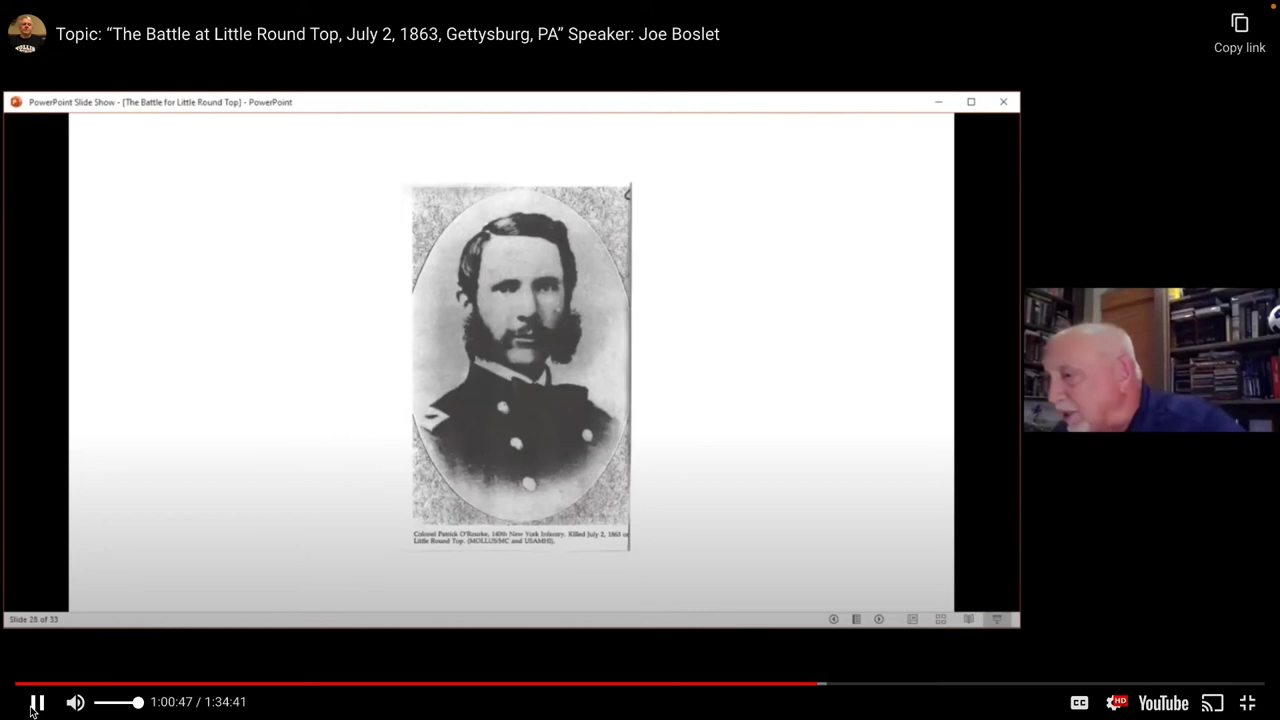 Topic: “The Battle at Little Round Top, July 2, 1863, Gettysburg, PA” Speaker: Joe Boslet
Copy link
PowerPoint Slide Show - [The Battle for Little Round Top] - PowerPoint
Colonel Patrick O'Rourke, 140th New York Infantry. Killed July 2, 1863 o
Little Round Top. (MOLLUS/MC and USAMHI).
Slide 28 of 33
1:00:47 / 1:34:41
CC
HD
YouTube